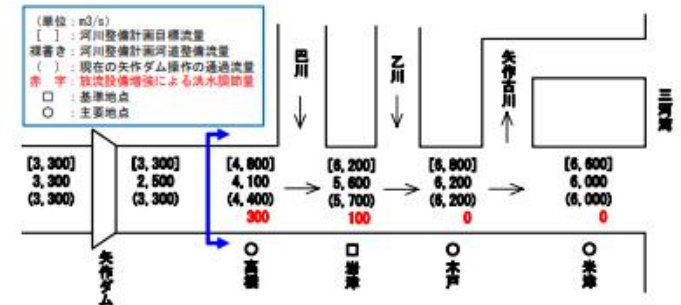 （単位：m3/s）
[　]：河川整備計画目標流量
裸書き：河川整備計画河道整備流量
（　）：現在の矢作ダム操作の通過流量
赤　字：放流設備増強による洪水調節量
□：基準地点
○：主要地点
巴川
乙川
矢作古川
三河湾
[3,300]
3,300
(3,300)
[3,300]
2,500
(3,300)
[4,800]
4,100
(4,400)
300
[6,200]
5,600
(5,700)
100
[6,800]
6,200
(6,200)
0
[6,600]
6,000
(6,000)
0
矢作ダム
○高橋
□岩津
○木戸
○米津